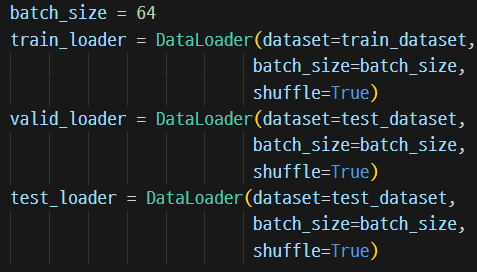 batch_size = 64
train_loader = DataLoader(dataset=train_dataset,
batch_size=batch_size,
shuffle=True)
valid_loader = DataLoader(dataset=test_dataset,
batch_size=batch_size,
shuffle=True)
test_loader = DataLoader(dataset=test_dataset,
batch_size=batch_size,
shuffle=True)